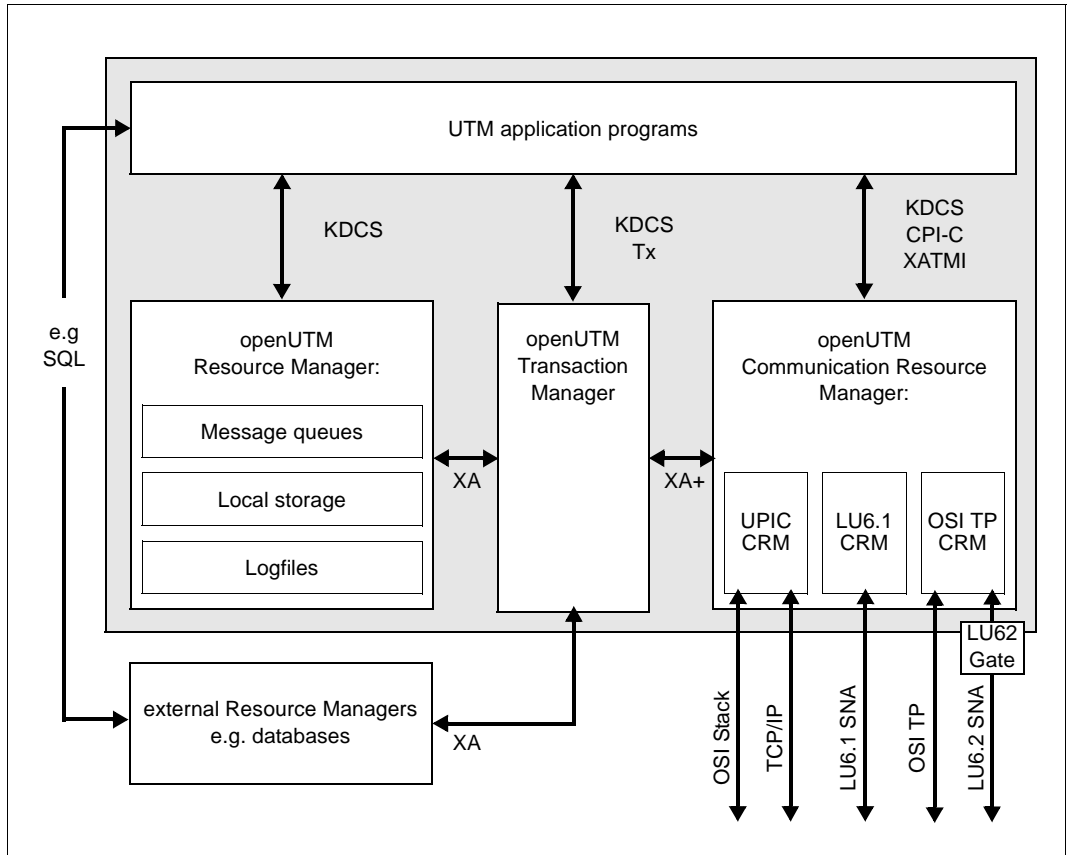 UTM application programs
KDCS
KDCS
Tx
KDCS
CPI-C
XATMI
e.g
SQL
openUTM
Resource Manager:
Message queues
Local storage
Logfiles
XA
openUTM
Transaction
Manager
XA+
openUTM
Communication Resource
Manager:
UPIC
CRM
LU6.1
CRM
OSI TP
CRM
LU62
Gate
external Resource Managers
e.g. databases
XA
OSI Stack
TCP/IP
LU6.1 SNA
OSI TP
LU6.2 SNA